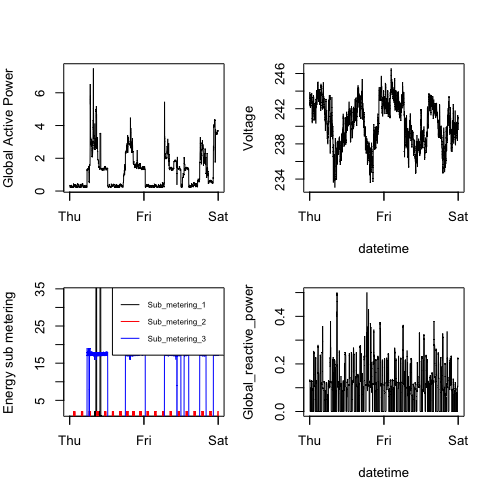 Global Active Power
6
4
2
0
Thu
Fri
Sat
Voltage
246
242
238
234
Thu
Fri
Sat
datetime
Energy sub metering
35
25
15
5
Sub_metering_1
Sub_metering_2
Sub_metering_3
Thu
Fri
Sat
Global_reactive_power
0.4
0.2
0.0
Thu
Fri
Sat
datetime